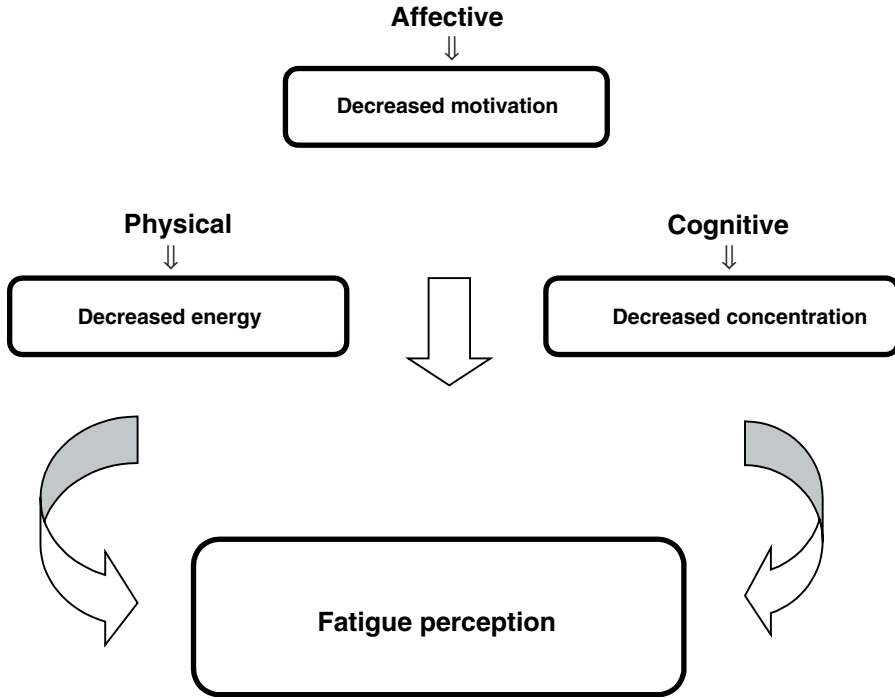 Affective
⇓
Decreased motivation
Physical
⇓
Decreased energy
Cognitive
⇓
Decreased concentration
Fatigue perception